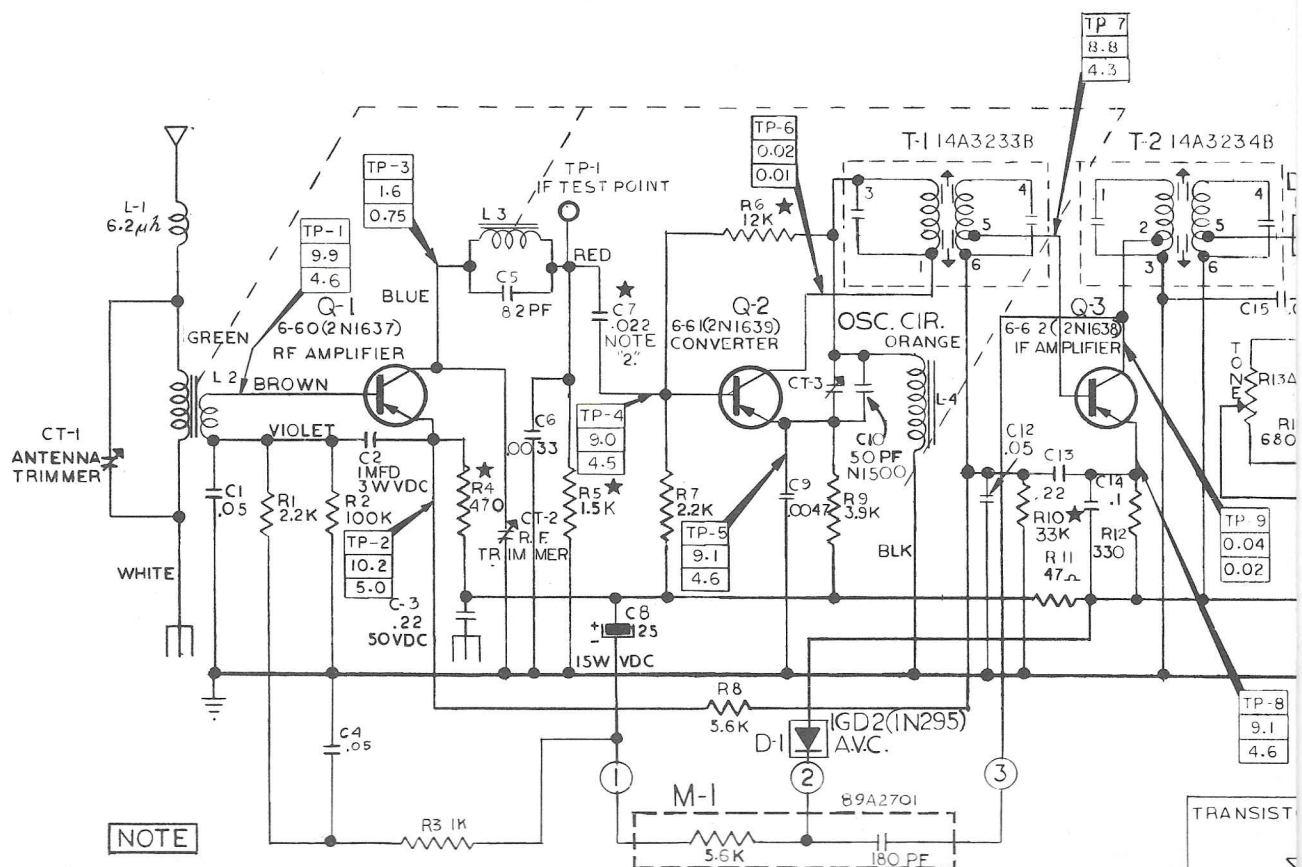 TP 7
8.8
4.3
TP-6
0.02
0.01
T-1 14A3233B
T-2 14A3234B
TP-3
1.6
0.75
TP-1
IF TEST POINT
L 3
C5
82PF
RED
R6 ★
12K
3
1
4
5
6
1
2
3
4
5
6
L-1
6.2μh
TP-1
9.9
4.6
BLUE
★
C7
.022
NOTE
"2."
Q-1
6-60(2N1637)
RF AMPLIFIER
GREEN
L 2
BROWN
VIOLET
Q-2
6-61(2N1639)
CONVERTER
OSC. CIR.
ORANGE
Q-3
6-6 2(2N1638)
IF AMPLIFIER
C15
TONE
R13A
680
CT-1
ANTENNA
TRIMMER
C2
1MFD
3WVDC
C1
.05
R1
2.2K
R2
100K
★
R4
470
TP-2
10.2
5.0
CT-2
R.F.
TRIMMER
C6
.0033
R5 ★
1.5K
TP-4
9.0
4.5
R7
2.2K
TP-5
9.1
4.6
C9
.0047
CT-3
C10
50PF
N1500
R9
3.9K
L-4
BLK
C12
.05
C13
.22
R10 ★
33K
C14
.1
R12
330
R11
47Ω
TP-9
0.04
0.02
WHITE
C-3
.22
50VDC
+
-
C8
125
15W VDC
R8
5.6K
1GD2(1N295)
D-1
A.V.C.
TP-8
9.1
4.6
C4
.05
1
2
3
M-1
89A2701
R3 1K
5.6K
180 PF
NOTE
TRANSIST